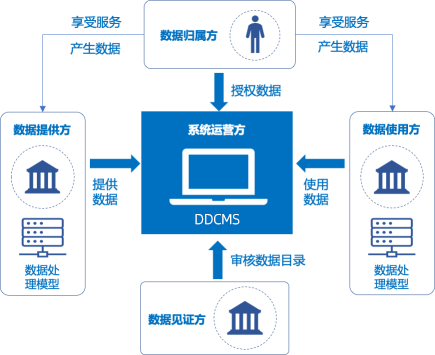 享受服务
产生数据
数据归属方
享受服务
产生数据
授权数据
数据提供方
系统运营方
数据使用方
提供
数据
使用
数据
DDCMS
数据处
理模型
审核数据目录
数据处
理模型
数据见证方